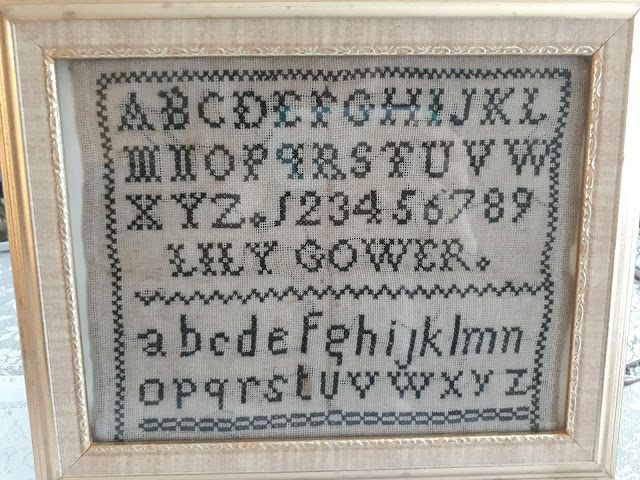 ABCDEFGHIJKL
MNOPQRSTUVW
XYZ. 123456789
LILY GOWER.
abcdefghijklmn
opqrstuvwxyz